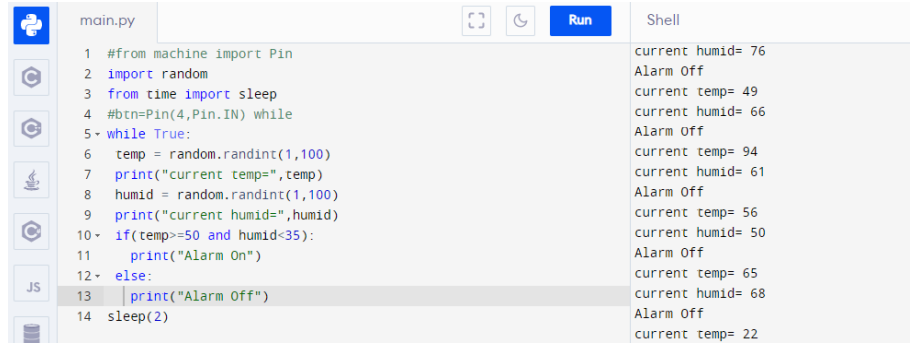 main.py
Run
Shell
1 #from machine import Pin
2 import random
3 from time import sleep
4 #btn=Pin(4,Pin.IN) while
5 while True:
6 temp = random.randint(1,100)
7 print("current temp=",temp)
8 humid = random.randint(1,100)
9 print("current humid=",humid)
10 if(temp>=50 and humid<35):
11 print("Alarm On")
12 else:
13 print("Alarm Off")
14 sleep(2)
JS
current humid= 76
Alarm Off
current temp= 49
current humid= 66
Alarm Off
current temp= 94
current humid= 61
Alarm Off
current temp= 56
current humid= 50
Alarm Off
current temp= 65
current humid= 68
Alarm Off
current temp= 22